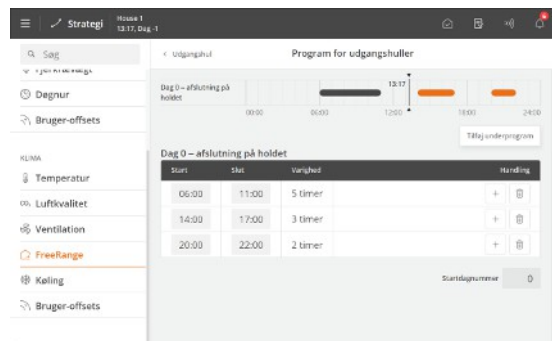 Strategi
House 1
13:17, Dag -1
Søg
Fjerkrævægt
Døgnur
Bruger-offsets
KLIMA
Temperatur
CO₂ Luftkvalitet
Ventilation
FreeRange
Køling
Bruger-offsets
< Udgangshul
Program for udgangshuller
Dag 0 – afslutning på
holdet
13:17
00:00 06:00 12:00 18:00 24:00
Tilføj underprogram
Dag 0 – afslutning på holdet
Start Slut Varighed Handling
06:00 11:00 5 timer
14:00 17:00 3 timer
20:00 22:00 2 timer
Startdagnummer 0